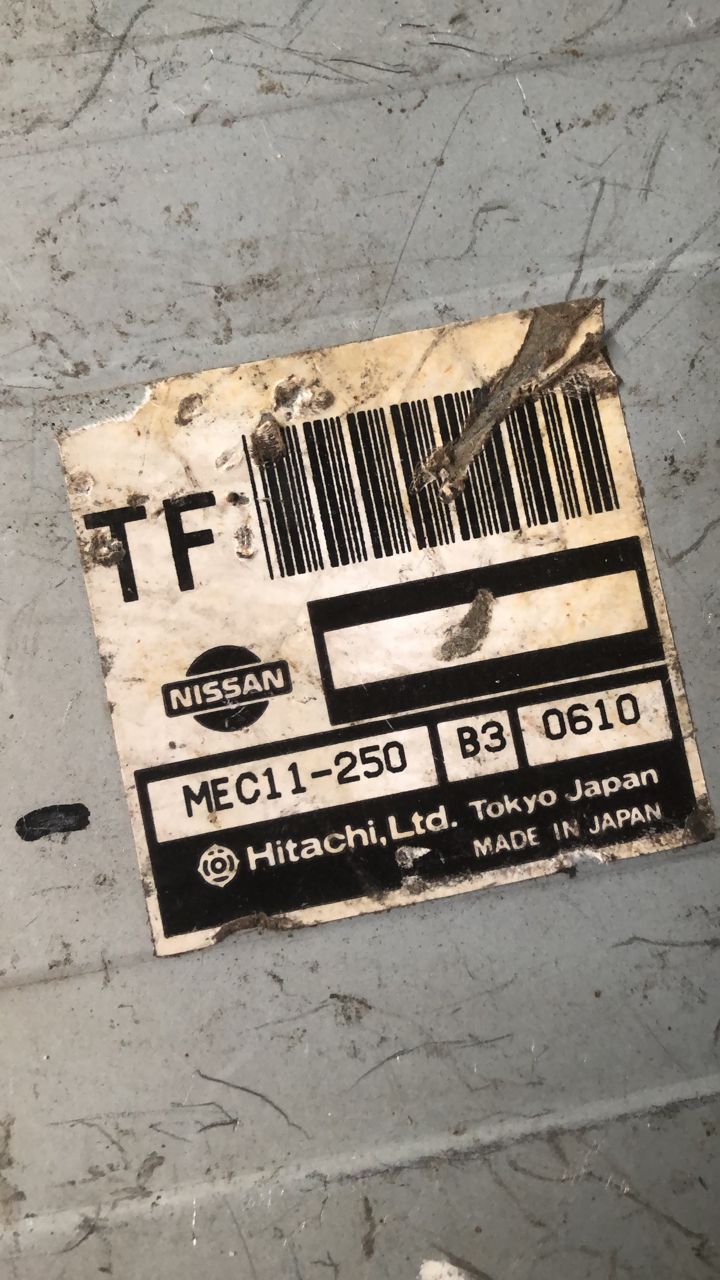 TF
NISSAN
MEC11-250 B3 0610
Hitachi, Ltd. Tokyo Japan
MADE IN JAPAN